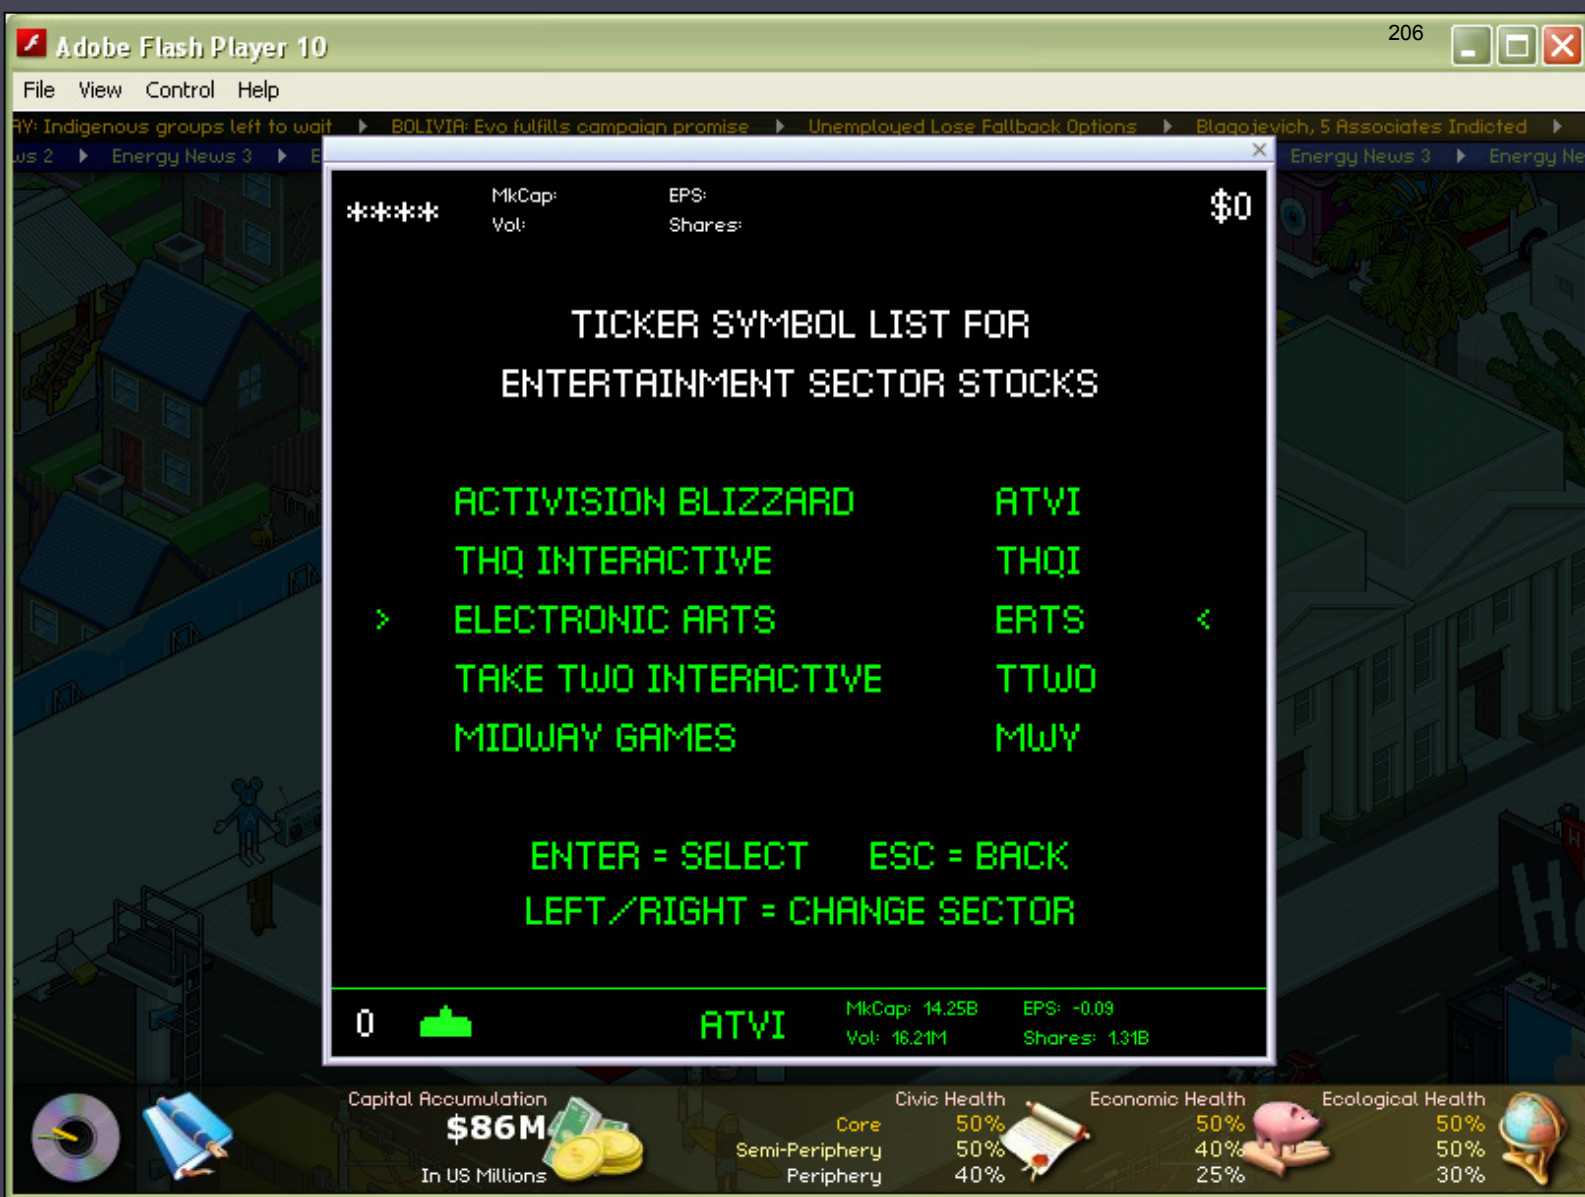 206
Adobe Flash Player 10
File View Control Help
AY: Indigenous groups left to wait BOLIVIA: Evo fulfills campaign promise Unemployed Lose Fallback Options Blagojevich, 5 Associates Indicted
ws 2 Energy News 3 E Energy News 3 Energy Ne
**** MkCap: EPS: $0
Vol: Shares:
TICKER SYMBOL LIST FOR
ENTERTAINMENT SECTOR STOCKS
ACTIVISION BLIZZARD ATVI
THQ INTERACTIVE THQI
> ELECTRONIC ARTS ERTS <
TAKE TWO INTERACTIVE TTWO
MIDWAY GAMES MWY
ENTER = SELECT ESC = BACK
LEFT/RIGHT = CHANGE SECTOR
0 ATVI MkCap: 14.25B EPS: -0.09
Vol: 16.21M Shares: 1.31B
Capital Accumulation Civic Health Economic Health Ecological Health
$86M Core 50% 50% 50%
Semi-Periphery 50% 40% 50%
In US Millions Periphery 40% 25% 30%